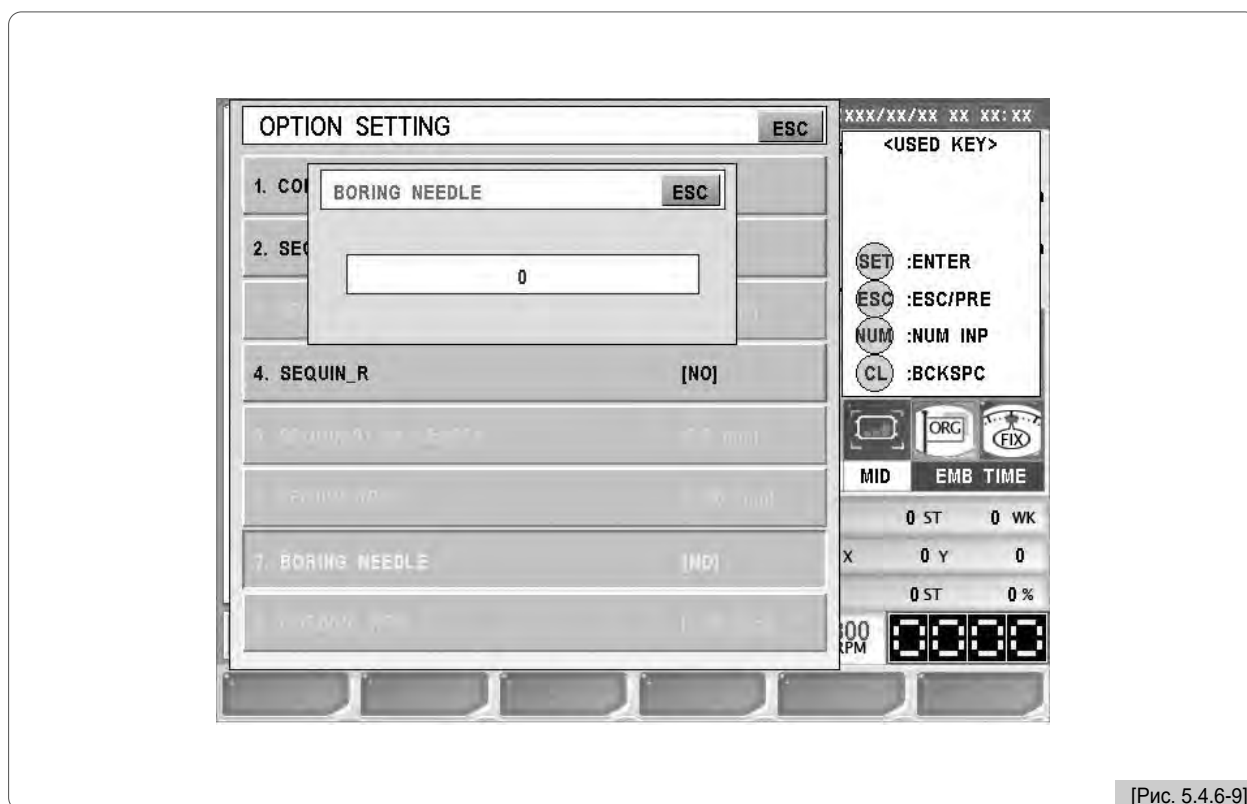 OPTION SETTING ESC
BORING NEEDLE ESC
0
1. CO
2. SE
4. SEQUIN_R [NO]
7. BORING NEEDLE [NO]
XXX/XX/XX XX XX:XX
<USED KEY>
SET :ENTER
ESC :ESC/PRE
NUM :NUM INP
CL :BCKSPC
ORG FIX
MID EMB TIME
0 ST 0 WK
X 0 Y 0
0 ST 0 %
RPM 0000
[Рис. 5.4.6-9]